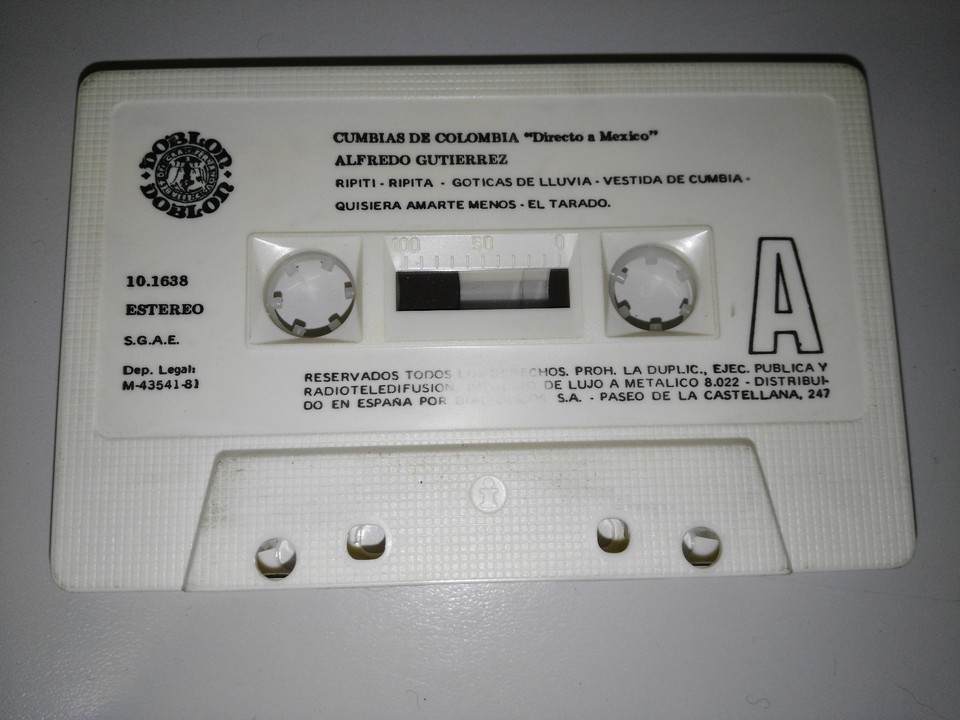 DOBLON
DOBLON
CUMBIAS DE COLOMBIA "Directo a Mexico"
ALFREDO GUTIERREZ
RIPITI - RIPITA - GOTICAS DE LLUVIA - VESTIDA DE CUMBIA -
QUISIERA AMARTE MENOS - EL TARADO.
100 50 0
10.1638
ESTEREO
S.G.A.E.
Dep. Legal:
M-43541-81
A
RESERVADOS TODOS DERECHOS. PROH. LA DUPLIC., EJEC. PUBLICA Y
RADIOTELEDIFUSION DE LUJO A METALICO 8.022 - DISTRIBUI-
DO EN ESPAÑA POR S.A. - PASEO DE LA CASTELLANA, 247